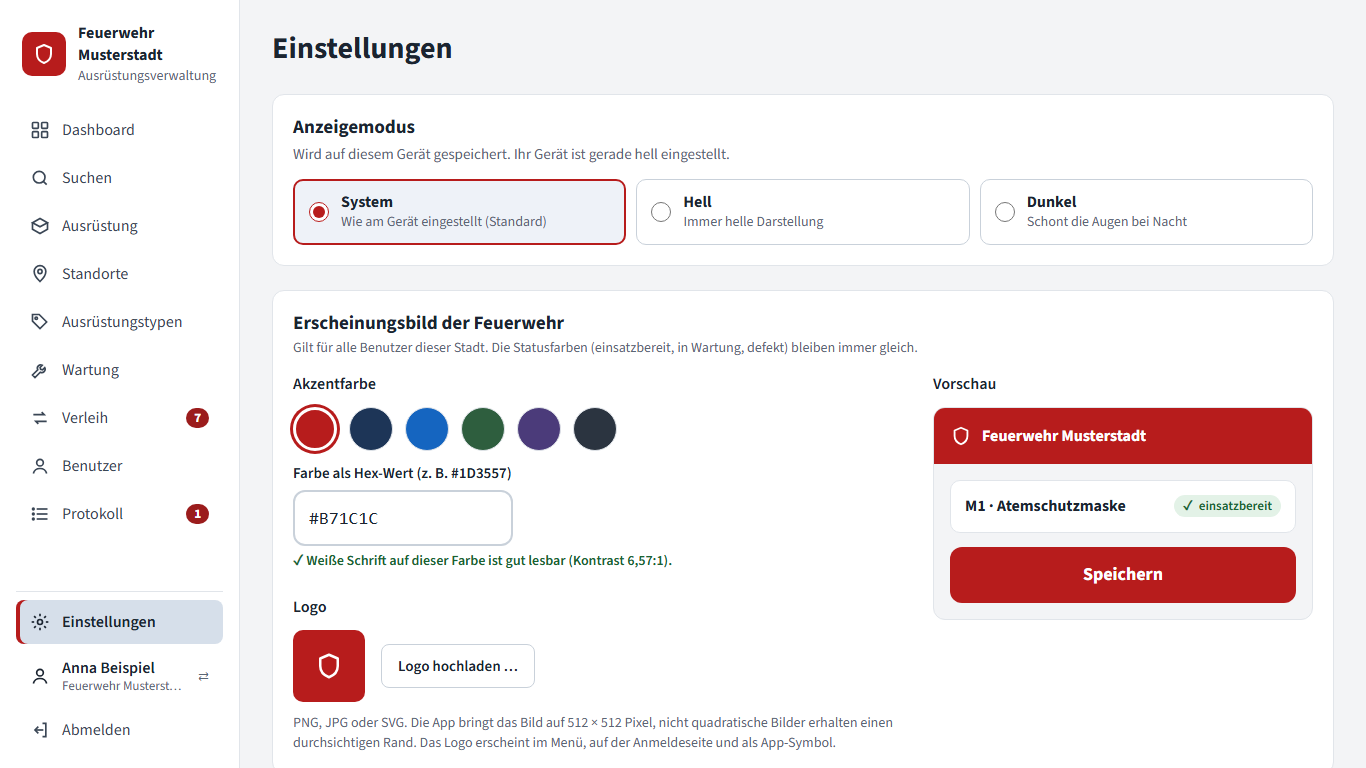 Feuerwehr
Musterstadt
Ausrüstungsverwaltung
Dashboard
Suchen
Ausrüstung
Standorte
Ausrüstungstypen
Wartung
Verleih 7
Benutzer
Protokoll 1
Einstellungen
Anna Beispiel
Feuerwehr Musterst…
Abmelden
Einstellungen
Anzeigemodus
Wird auf diesem Gerät gespeichert. Ihr Gerät ist gerade hell eingestellt.
System
Wie am Gerät eingestellt (Standard)
Hell
Immer helle Darstellung
Dunkel
Schont die Augen bei Nacht
Erscheinungsbild der Feuerwehr
Gilt für alle Benutzer dieser Stadt. Die Statusfarben (einsatzbereit, in Wartung, defekt) bleiben immer gleich.
Akzentfarbe
Farbe als Hex-Wert (z. B. #1D3557)
#B71C1C
✓ Weiße Schrift auf dieser Farbe ist gut lesbar (Kontrast 6,57:1).
Logo
Logo hochladen …
PNG, JPG oder SVG. Die App bringt das Bild auf 512 × 512 Pixel, nicht quadratische Bilder erhalten einen
durchsichtigen Rand. Das Logo erscheint im Menü, auf der Anmeldeseite und als App-Symbol.
Vorschau
Feuerwehr Musterstadt
M1 · Atemschutzmaske
✓ einsatzbereit
Speichern